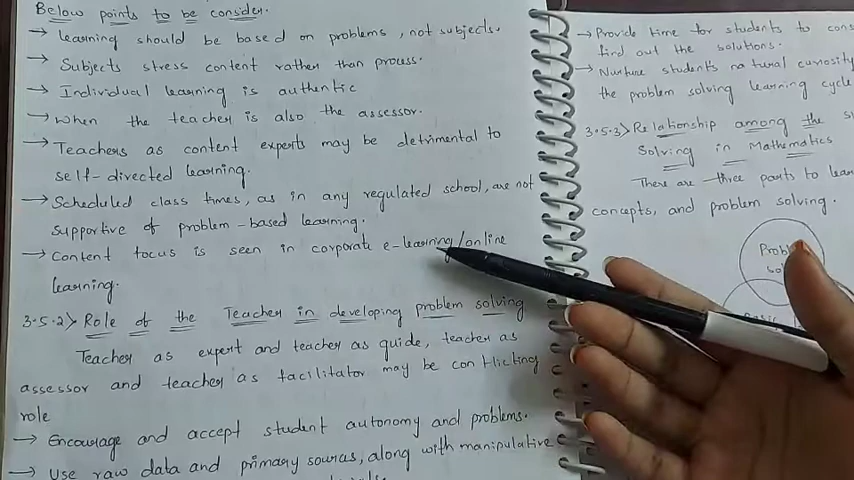 Below points to be consider.
→ Learning should be based on problems, not subjects.
→ Subjects stress content rather than process.
→ Individual learning is authentic
→ When the teacher is also the assessor.
→ Teachers as content experts may be detrimental to
self-directed learning.
→ Scheduled class times, as in any regulated school, are not
supportive of problem-based learning.
→ Content focus is seen in corporate e-learning/online
learning.
3.5.2> Role of the Teacher in developing problem solving
Teacher as expert and teacher as guide, teacher as
assessor and teacher as facilitator may be conflicting
role
→ Encourage and accept student autonomy and problems.
→ Use raw data and primary sourcs, along with manipulative
→ Provide time for students to cons
find out the solutions.
→ Nurture students natural curiosity
the problem solving learning cycle
3.5.3> Relationship among the
Solving in Mathematics
There are three parts to lear
concepts, and problem solving.
Proble